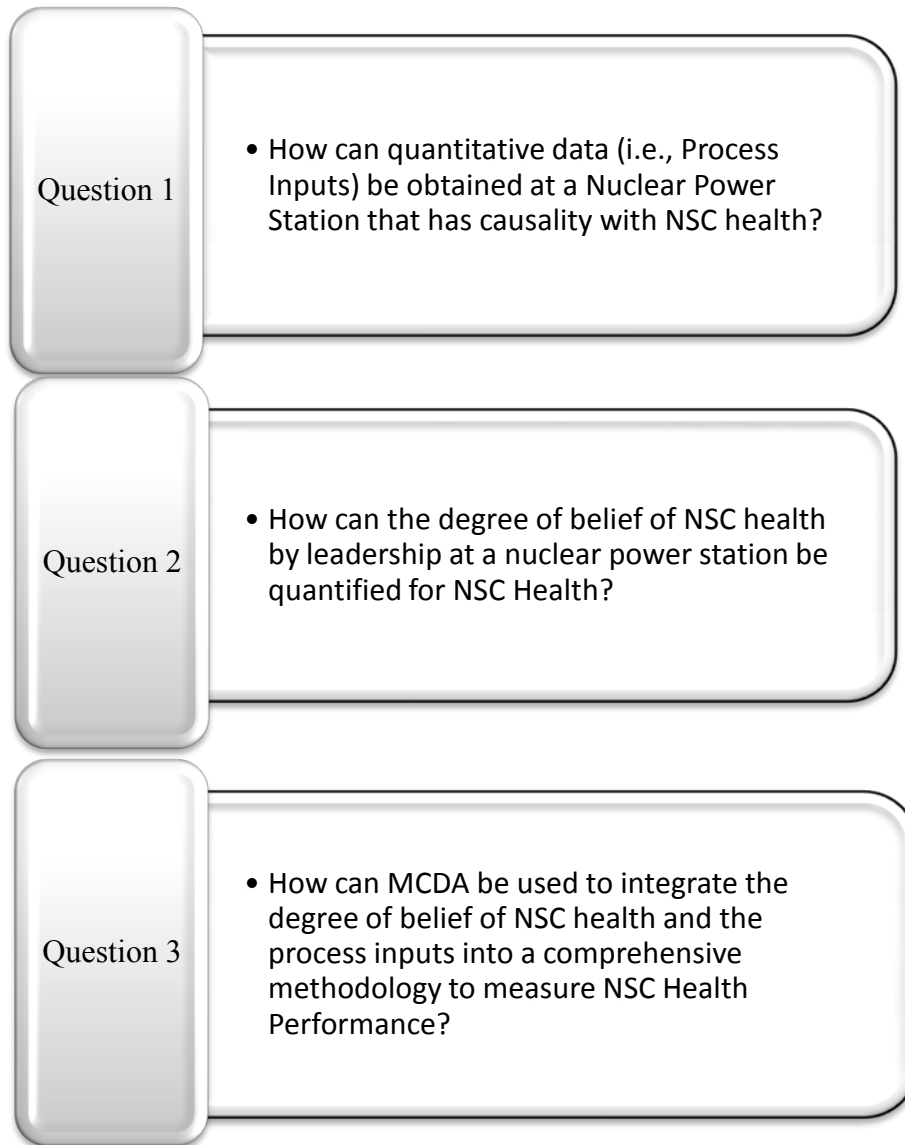 Question 1
• How can quantitative data (i.e., Process
Inputs) be obtained at a Nuclear Power
Station that has causality with NSC health?
Question 2
• How can the degree of belief of NSC health
by leadership at a nuclear power station be
quantified for NSC Health?
Question 3
• How can MCDA be used to integrate the
degree of belief of NSC health and the
process inputs into a comprehensive
methodology to measure NSC Health
Performance?